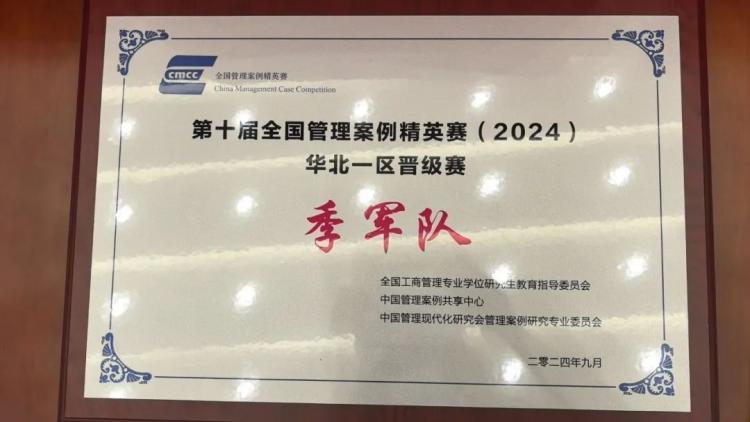 cmcc
全国管理案例精英赛
China Management Case Competition
第十届全国管理案例精英赛（2024）
华北一区晋级赛
季军队
全国工商管理专业学位研究生教育指导委员会
中国管理案例共享中心
中国管理现代化研究会管理案例研究专业委员会
二零二四年九月